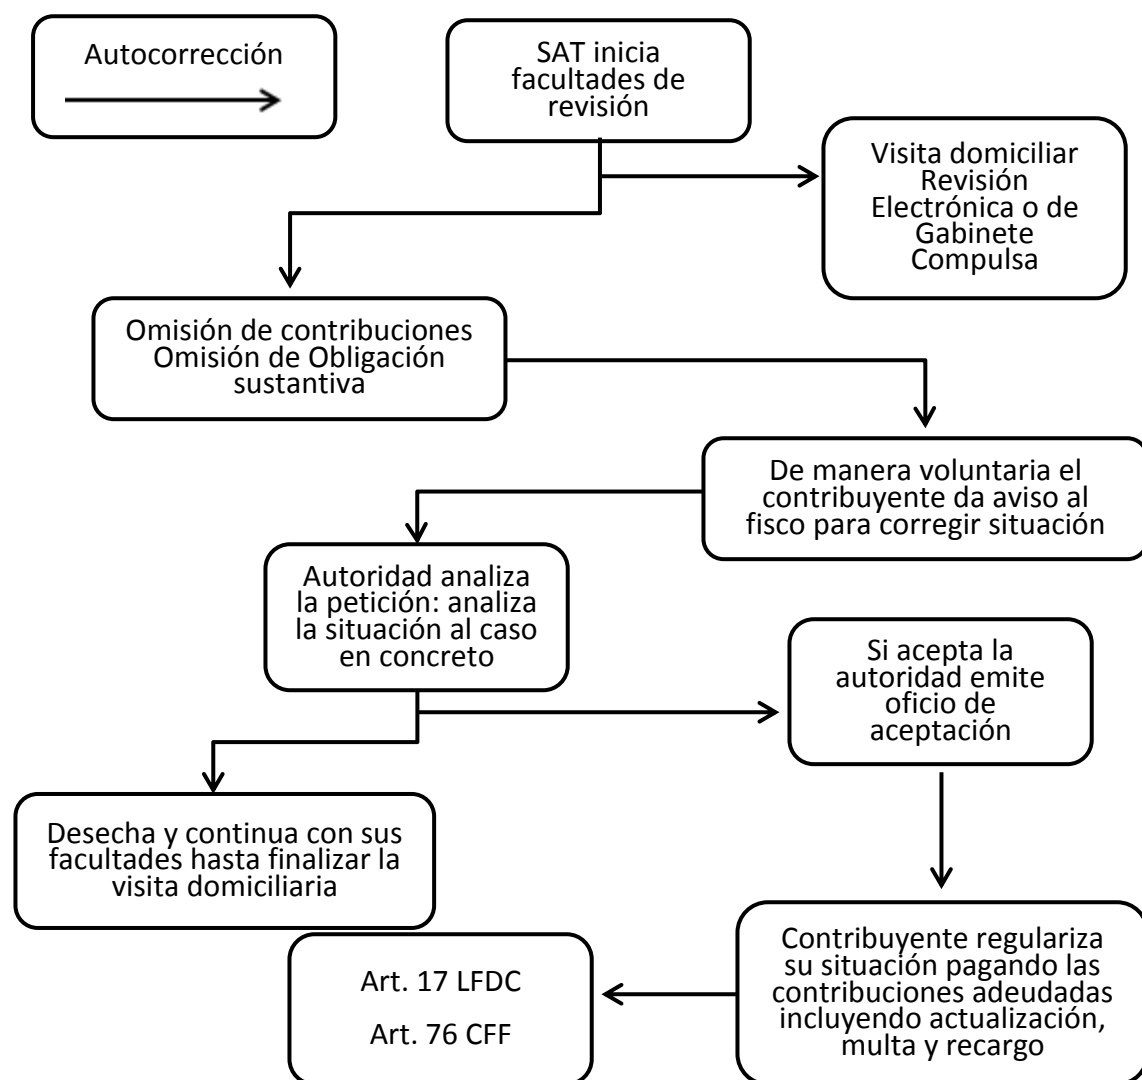 Autocorrección
SAT inicia
facultades de
revisión
Visita domiciliar
Revisión
Electrónica o de
Gabinete
Compulsa
Omisión de contribuciones
Omisión de Obligación
sustantiva
De manera voluntaria el
contribuyente da aviso al
fisco para corregir situación
Autoridad analiza
la petición: analiza
la situación al caso
en concreto
Si acepta la
autoridad emite
oficio de
aceptación
Desecha y continua con sus
facultades hasta finalizar la
visita domiciliaria
Contribuyente regulariza
su situación pagando las
contribuciones adeudadas
incluyendo actualización,
multa y recargo
Art. 17 LFDC
Art. 76 CFF